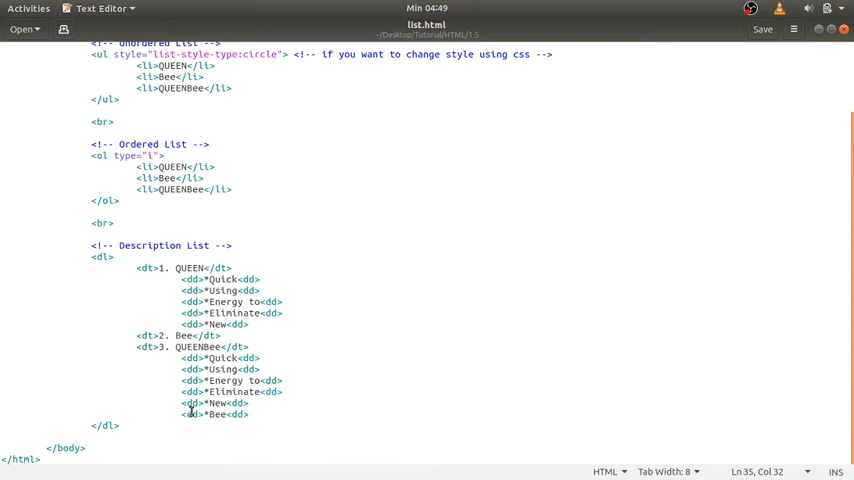 Activities Text Editor Min 04:49
Open list.html Save
~/Desktop/Tutorial/HTML/1.5
<!-- Unordered List -->
<ul style="list-style-type:circle"> <!-- if you want to change style using css -->
<li>QUEEN</li>
<li>Bee</li>
<li>QUEENBee</li>
</ul>
<br>
<!-- Ordered List -->
<ol type="i">
<li>QUEEN</li>
<li>Bee</li>
<li>QUEENBee</li>
</ol>
<br>
<!-- Description List -->
<dl>
<dt>1. QUEEN</dt>
<dd>*Quick<dd>
<dd>*Using<dd>
<dd>*Energy to<dd>
<dd>*Eliminate<dd>
<dd>*New<dd>
<dt>2. Bee</dt>
<dt>3. QUEENBee</dt>
<dd>*Quick<dd>
<dd>*Using<dd>
<dd>*Energy to<dd>
<dd>*Eliminate<dd>
<dd>*New<dd>
<dd>*Bee<dd>
</dl>
</body>
</html>
HTML Tab Width: 8 Ln 35, Col 32 INS